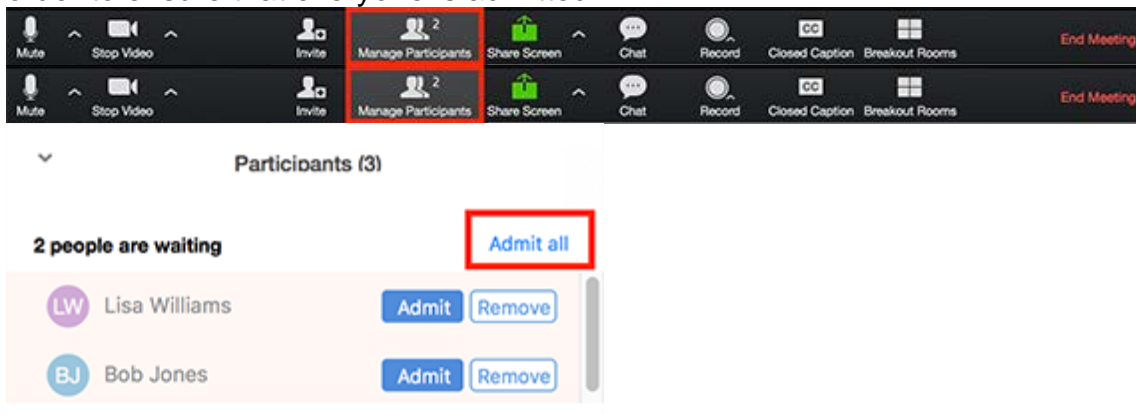 2
Mute Stop Video Invite Manage Participants Share Screen Chat Record Closed Caption Breakout Rooms End Meeting
CC
2
Mute Stop Video Invite Manage Participants Share Screen Chat Record Closed Caption Breakout Rooms End Meeting
CC
Participants (3)
2 people are waiting Admit all
LW Lisa Williams Admit Remove
BJ Bob Jones Admit Remove